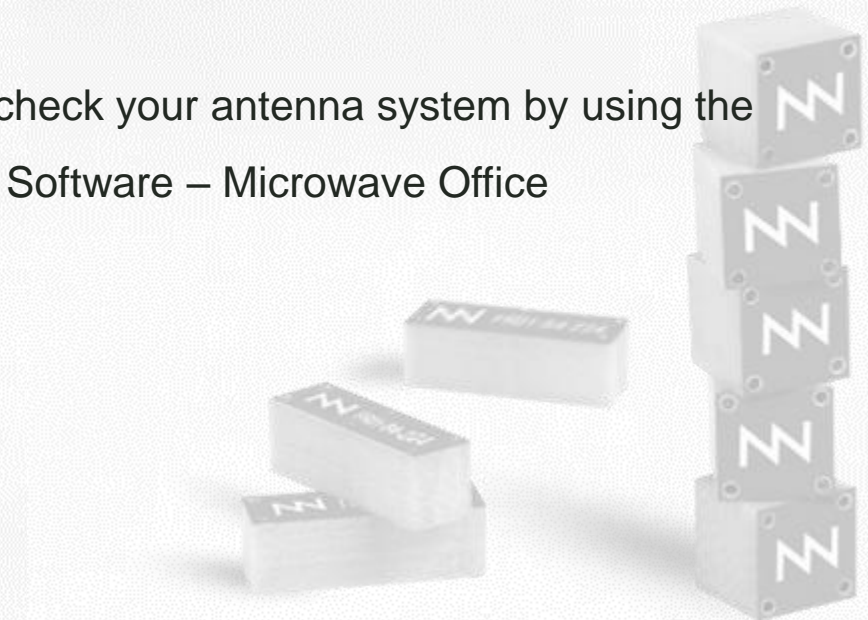 check your antenna system by using the
Software – Microwave Office